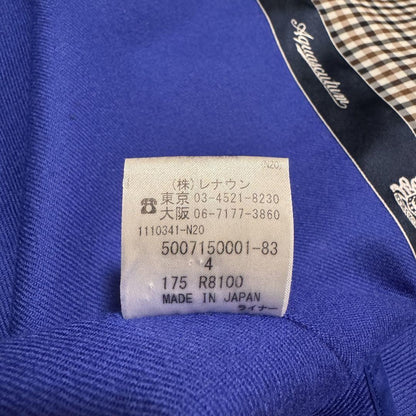 Aquascutum
N20,
(株)レナウン
東京 03-4521-8230
☎大阪 06-7177-3860
1110341-N20
5007150001-83
4
175 R8100
MADE IN JAPAN
ライナー